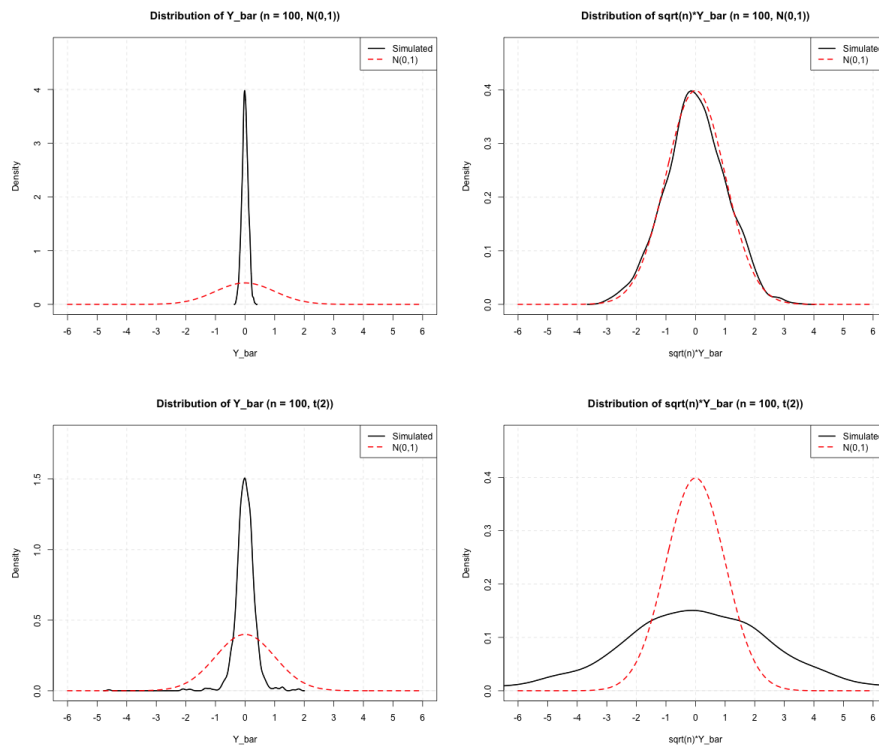 Distribution of Y_bar (n = 100, N(0,1))
Simulated
N(0,1)
Density
0
1
2
3
4
-6 -5 -4 -3 -2 -1 0 1 2 3 4 5 6
Y_bar
Distribution of sqrt(n)*Y_bar (n = 100, N(0,1))
Simulated
N(0,1)
Density
0.0
0.1
0.2
0.3
0.4
-6 -5 -4 -3 -2 -1 0 1 2 3 4 5 6
sqrt(n)*Y_bar
Distribution of Y_bar (n = 100, t(2))
Simulated
N(0,1)
Density
0.0
0.5
1.0
1.5
-6 -5 -4 -3 -2 -1 0 1 2 3 4 5 6
Y_bar
Distribution of sqrt(n)*Y_bar (n = 100, t(2))
Simulated
N(0,1)
Density
0.0
0.1
0.2
0.3
0.4
-6 -5 -4 -3 -2 -1 0 1 2 3 4 5 6
sqrt(n)*Y_bar